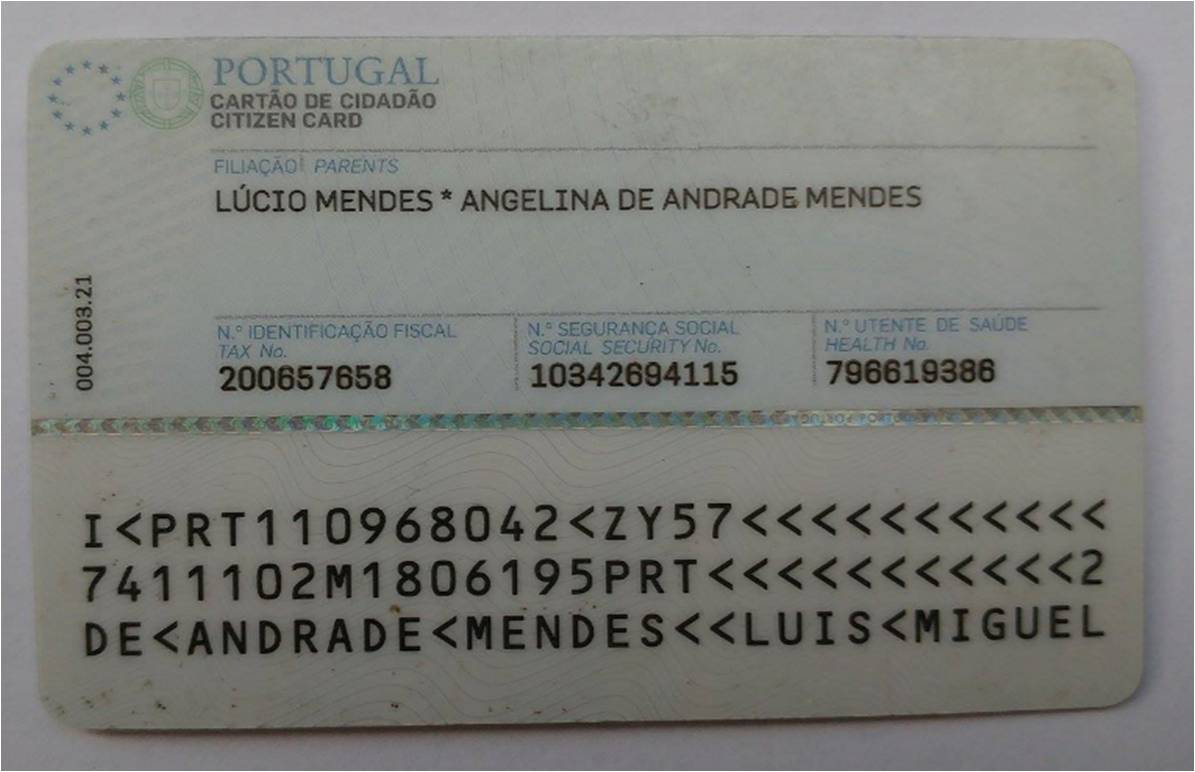 PORTUGAL
CARTÃO DE CIDADÃO
CITIZEN CARD
FILIAÇÃO PARENTS
LÚCIO MENDES * ANGELINA DE ANDRADE MENDES
004.003.21
N.º IDENTIFICAÇÃO FISCAL
TAX No.
200657658
N.º SEGURANÇA SOCIAL
SOCIAL SECURITY No.
10342694115
N.º UTENTE DE SAÚDE
HEALTH No.
796619386
I<PRT110968042<ZY57<<<<<<<<<<<
7411102M1806195PRT<<<<<<<<<<<2
DE<ANDRADE<MENDES<<LUIS<MIGUEL